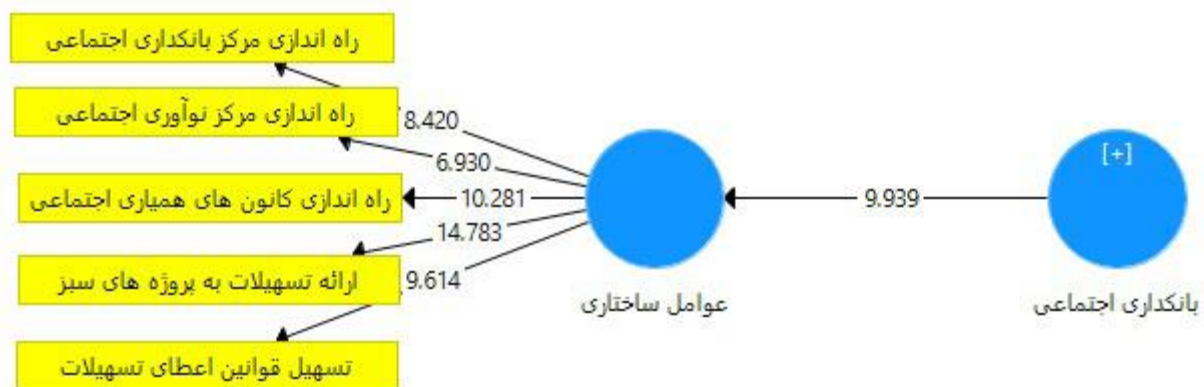 راه اندازی مرکز بانکداری اجتماعی
راه اندازی مرکز نوآوری اجتماعی
راه اندازی کانون های همیاری اجتماعی
ارائه تسهیلات به پروژه های سبز
تسهیل قوانین اعطای تسهیلات
8.420
6.930
10.281
14.783
9.614
عوامل ساختاری
9.939
[+]
بانکداری اجتماعی